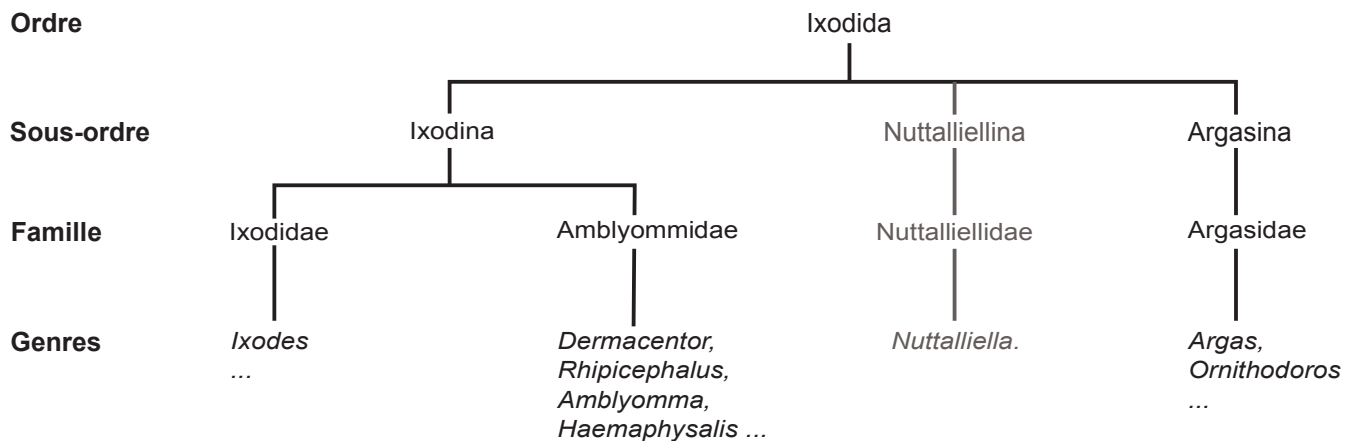 Ordre Ixodida
Sous-ordre Ixodina Nuttalliellina Argasina
Famille Ixodidae Amblyommidae Nuttalliellidae Argasidae
Genres Ixodes Dermacentor, Nuttalliella. Argas,
... Rhipicephalus, Ornithodoros
Amblyomma, ...
Haemaphysalis ...